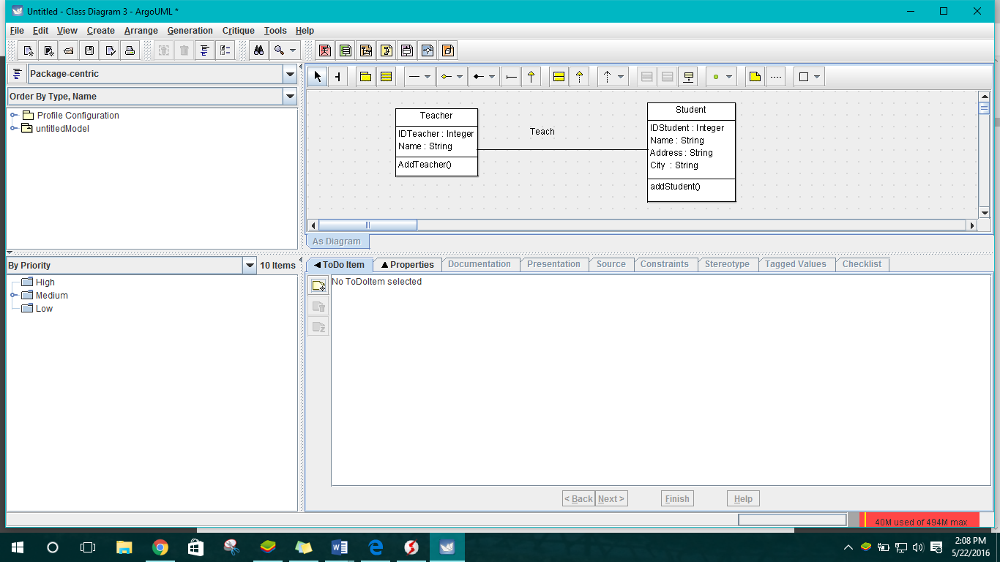 Untitled - Class Diagram 3 - ArgoUML *
File Edit View Create Arrange Generation Critique Tools Help
Package-centric
Order By Type, Name
Profile Configuration
untitledModel
Teacher
IDTeacher : Integer
Name : String
AddTeacher()
Teach
Student
IDStudent : Integer
Name : String
Address : String
City : String
addStudent()
As Diagram
By Priority
10 Items
High
Medium
Low
ToDo Item Properties Documentation Presentation Source Constraints Stereotype Tagged Values Checklist
No ToDoItem selected
< Back Next > Finish Help
40M used of 494M max
2:08 PM
5/22/2016